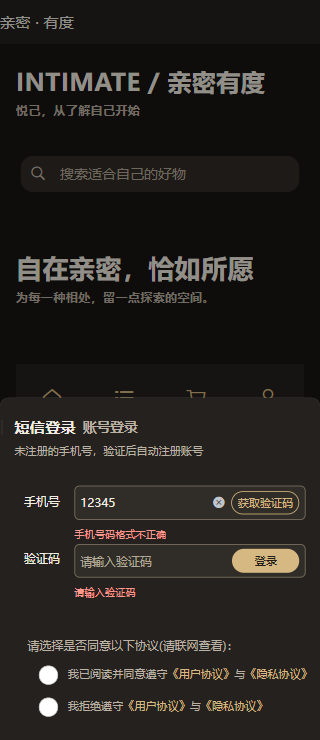 亲密 · 有度
INTIMATE / 亲密有度
悦己，从了解自己开始
搜索适合自己的好物
自在亲密，恰如所愿
为每一种相处，留一点探索的空间。
短信登录 账号登录
未注册的手机号，验证后自动注册账号
手机号 12345 获取验证码
手机号码格式不正确
验证码 请输入验证码 登录
请输入验证码
请选择是否同意以下协议(请联网查看)：
我已阅读并同意遵守《用户协议》与《隐私协议》
我拒绝遵守《用户协议》与《隐私协议》